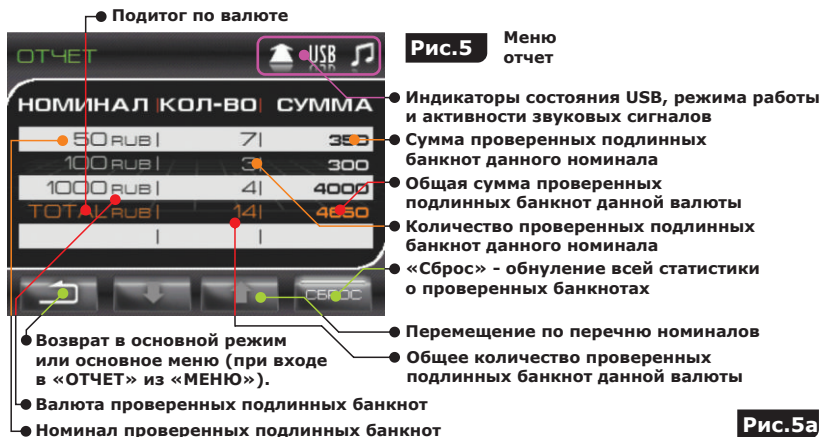 Подитог по валюте
ОТЧЕТ
USB
Рис.5
Меню
отчет
НОМИНАЛ КОЛ-ВО СУММА
50 RUB 7 350
100 RUB 3 300
1000 RUB 4 4000
TOTAL RUB 14 4650
СБРОС
Индикаторы состояния USB, режима работы
и активности звуковых сигналов
Сумма проверенных подлинных
банкнот данного номинала
Общая сумма проверенных
подлинных банкнот данной валюты
Количество проверенных подлинных
банкнот данного номинала
«Сброс» - обнуление всей статистики
о проверенных банкнотах
Перемещение по перечню номиналов
Общее количество проверенных
подлинных банкнот данной валюты
Возврат в основной режим
или основное меню (при входе
в «ОТЧЕТ» из «МЕНЮ»).
Валюта проверенных подлинных банкнот
Номинал проверенных подлинных банкнот
Рис.5а